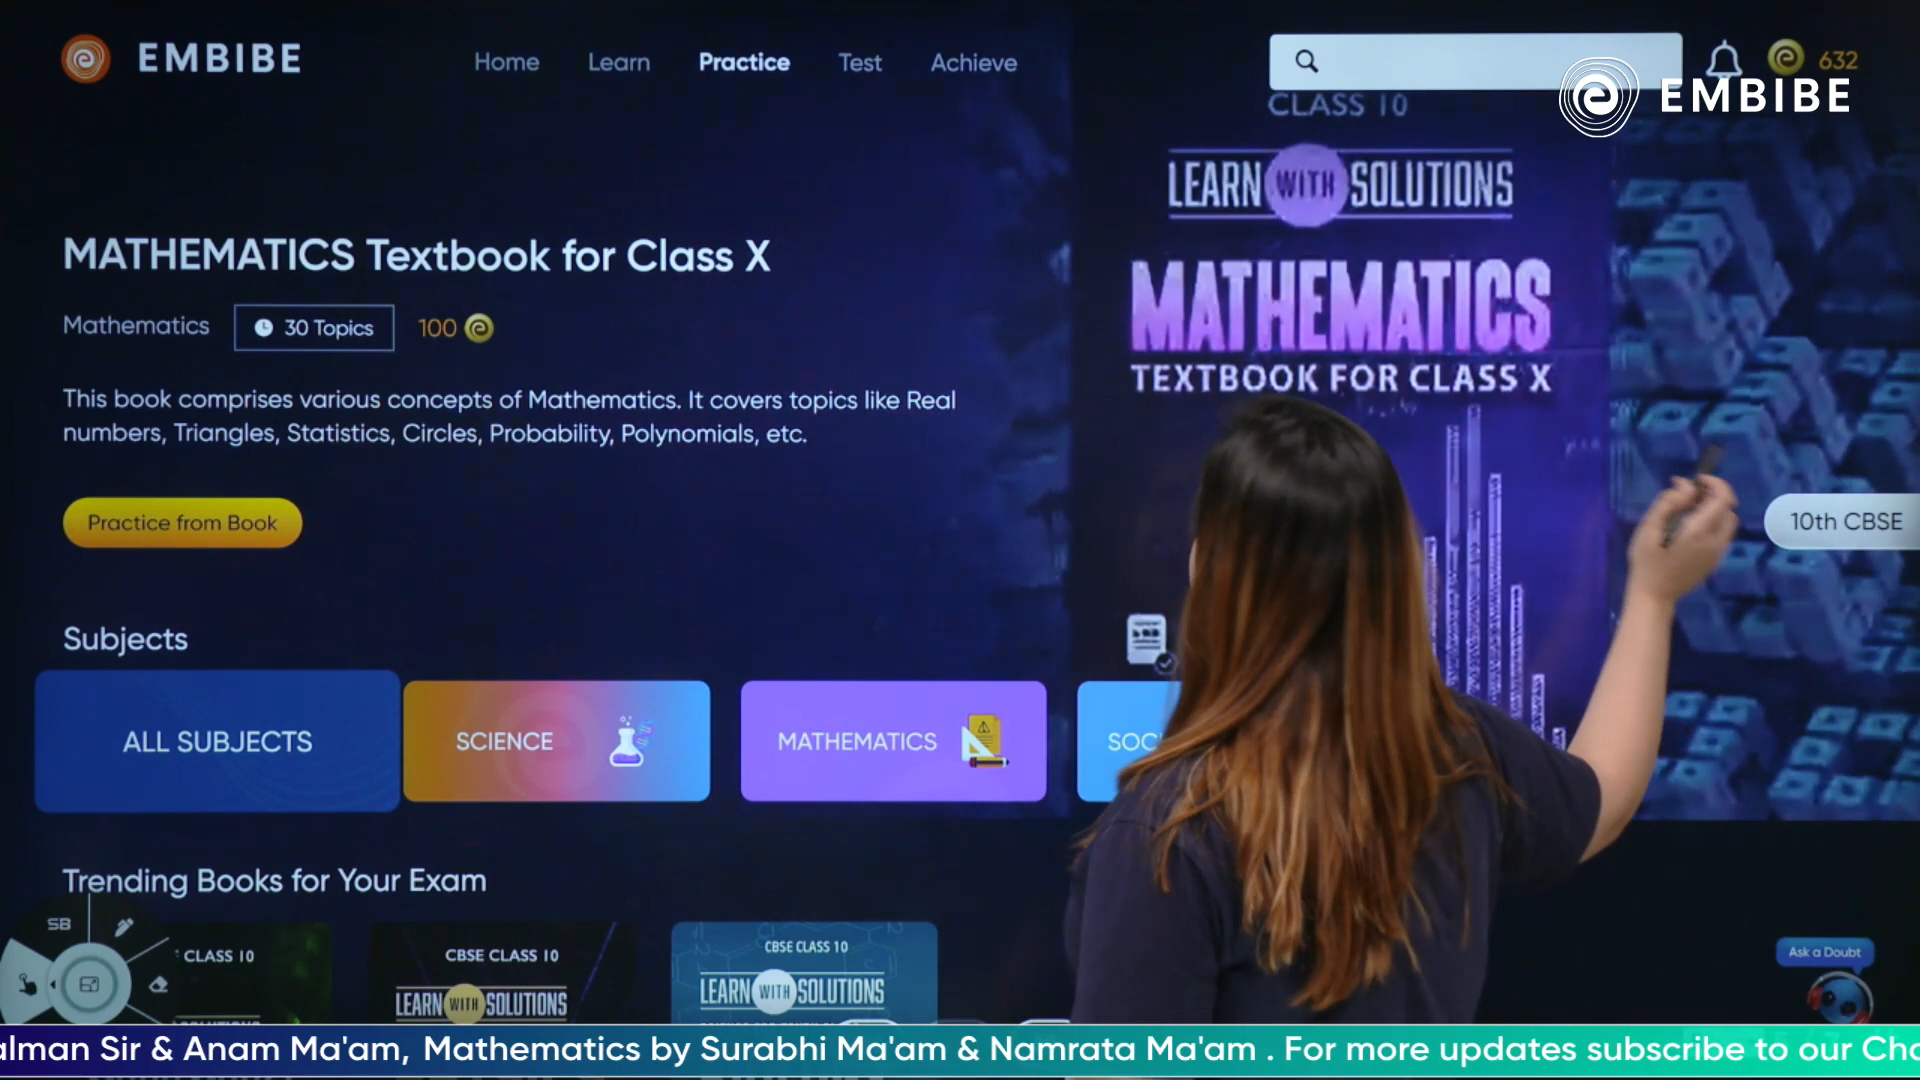 EMBIBE
Home Learn Practice Test Achieve
632
EMBIBE
CLASS 10
LEARN WITH SOLUTIONS
MATHEMATICS
TEXTBOOK FOR CLASS X
MATHEMATICS Textbook for Class X
Mathematics 30 Topics 100
This book comprises various concepts of Mathematics. It covers topics like Real
numbers, Triangles, Statistics, Circles, Probability, Polynomials, etc.
Practice from Book
10th CBSE
Subjects
ALL SUBJECTS
SCIENCE
MATHEMATICS
SOC
Trending Books for Your Exam
SB
CLASS 10
CBSE CLASS 10
LEARN WITH SOLUTIONS
CBSE CLASS 10
LEARN WITH SOLUTIONS
Ask a Doubt
alman Sir & Anam Ma'am, Mathematics by Surabhi Ma'am & Namrata Ma'am . For more updates subscribe to our Cha